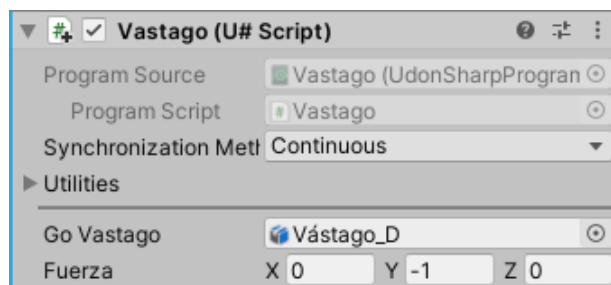 Vastago (U# Script)
Program Source Vastago (UdonSharpProgran
Program Script Vastago
Synchronization Metl Continuous
Utilities
Go Vastago Vástago_D
Fuerza X 0 Y -1 Z 0